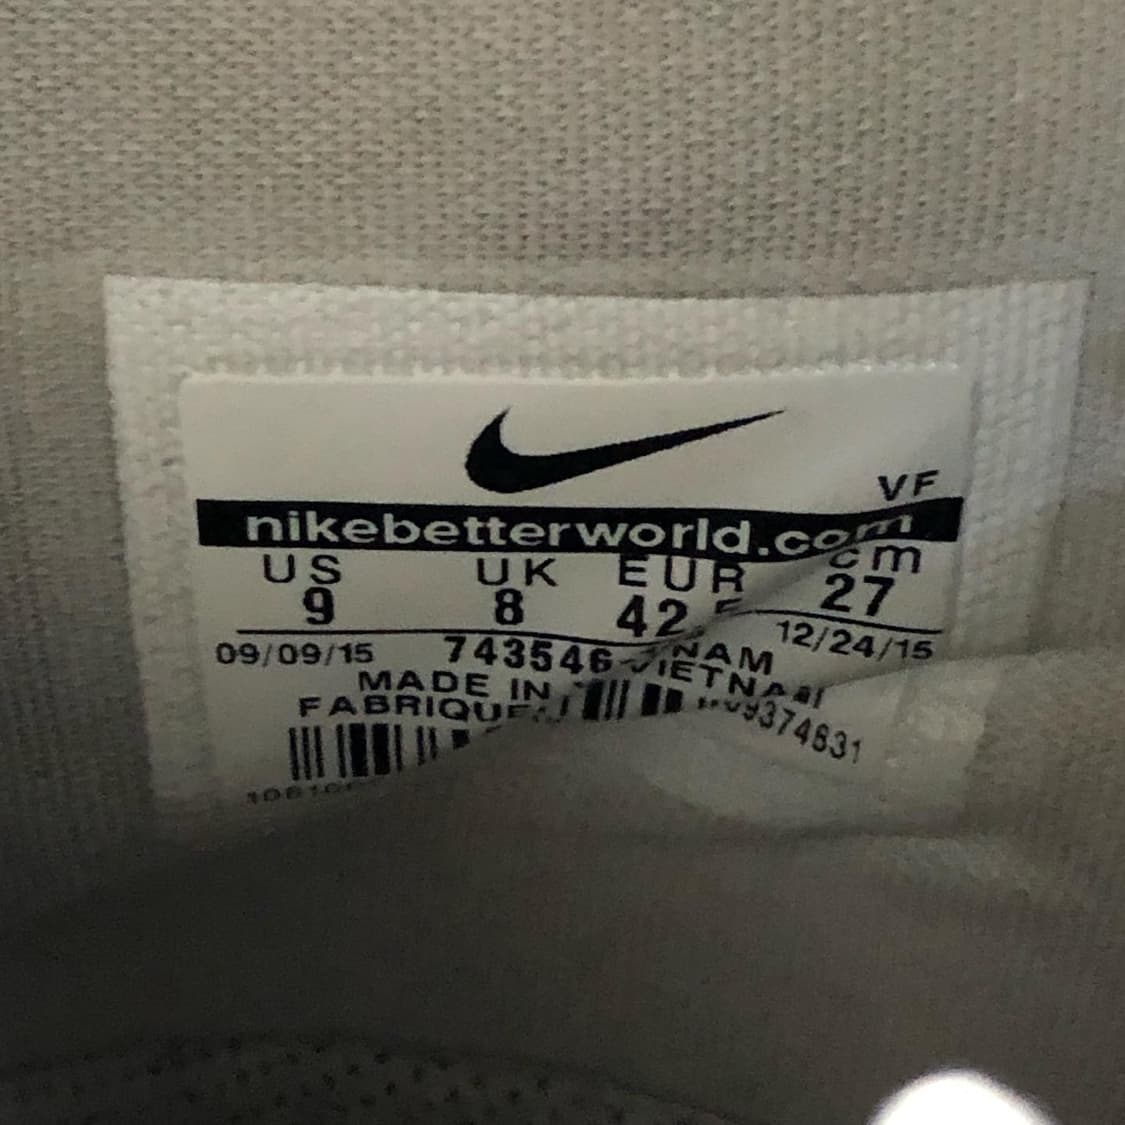 VF
nikebetterworld.com
US UK EUR cm
9 8 42 27
09/09/15 743546 12/24/15
MADE IN NAM
FABRIQUE VIETNAM